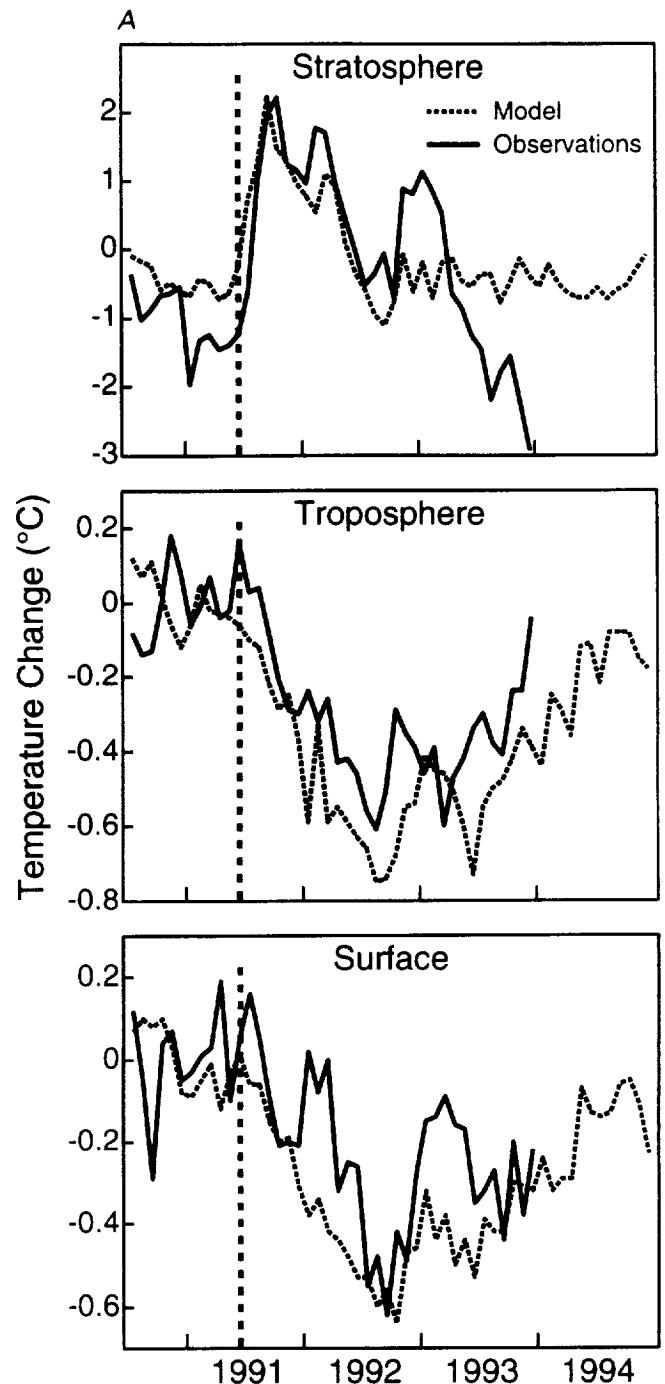 A
Stratosphere
Model
Observations
2
1
0
-1
-2
-3
Temperature Change (°C)
Troposphere
0.2
0
-0.2
-0.4
-0.6
-0.8
Surface
0.2
0
-0.2
-0.4
-0.6
1991 1992 1993 1994